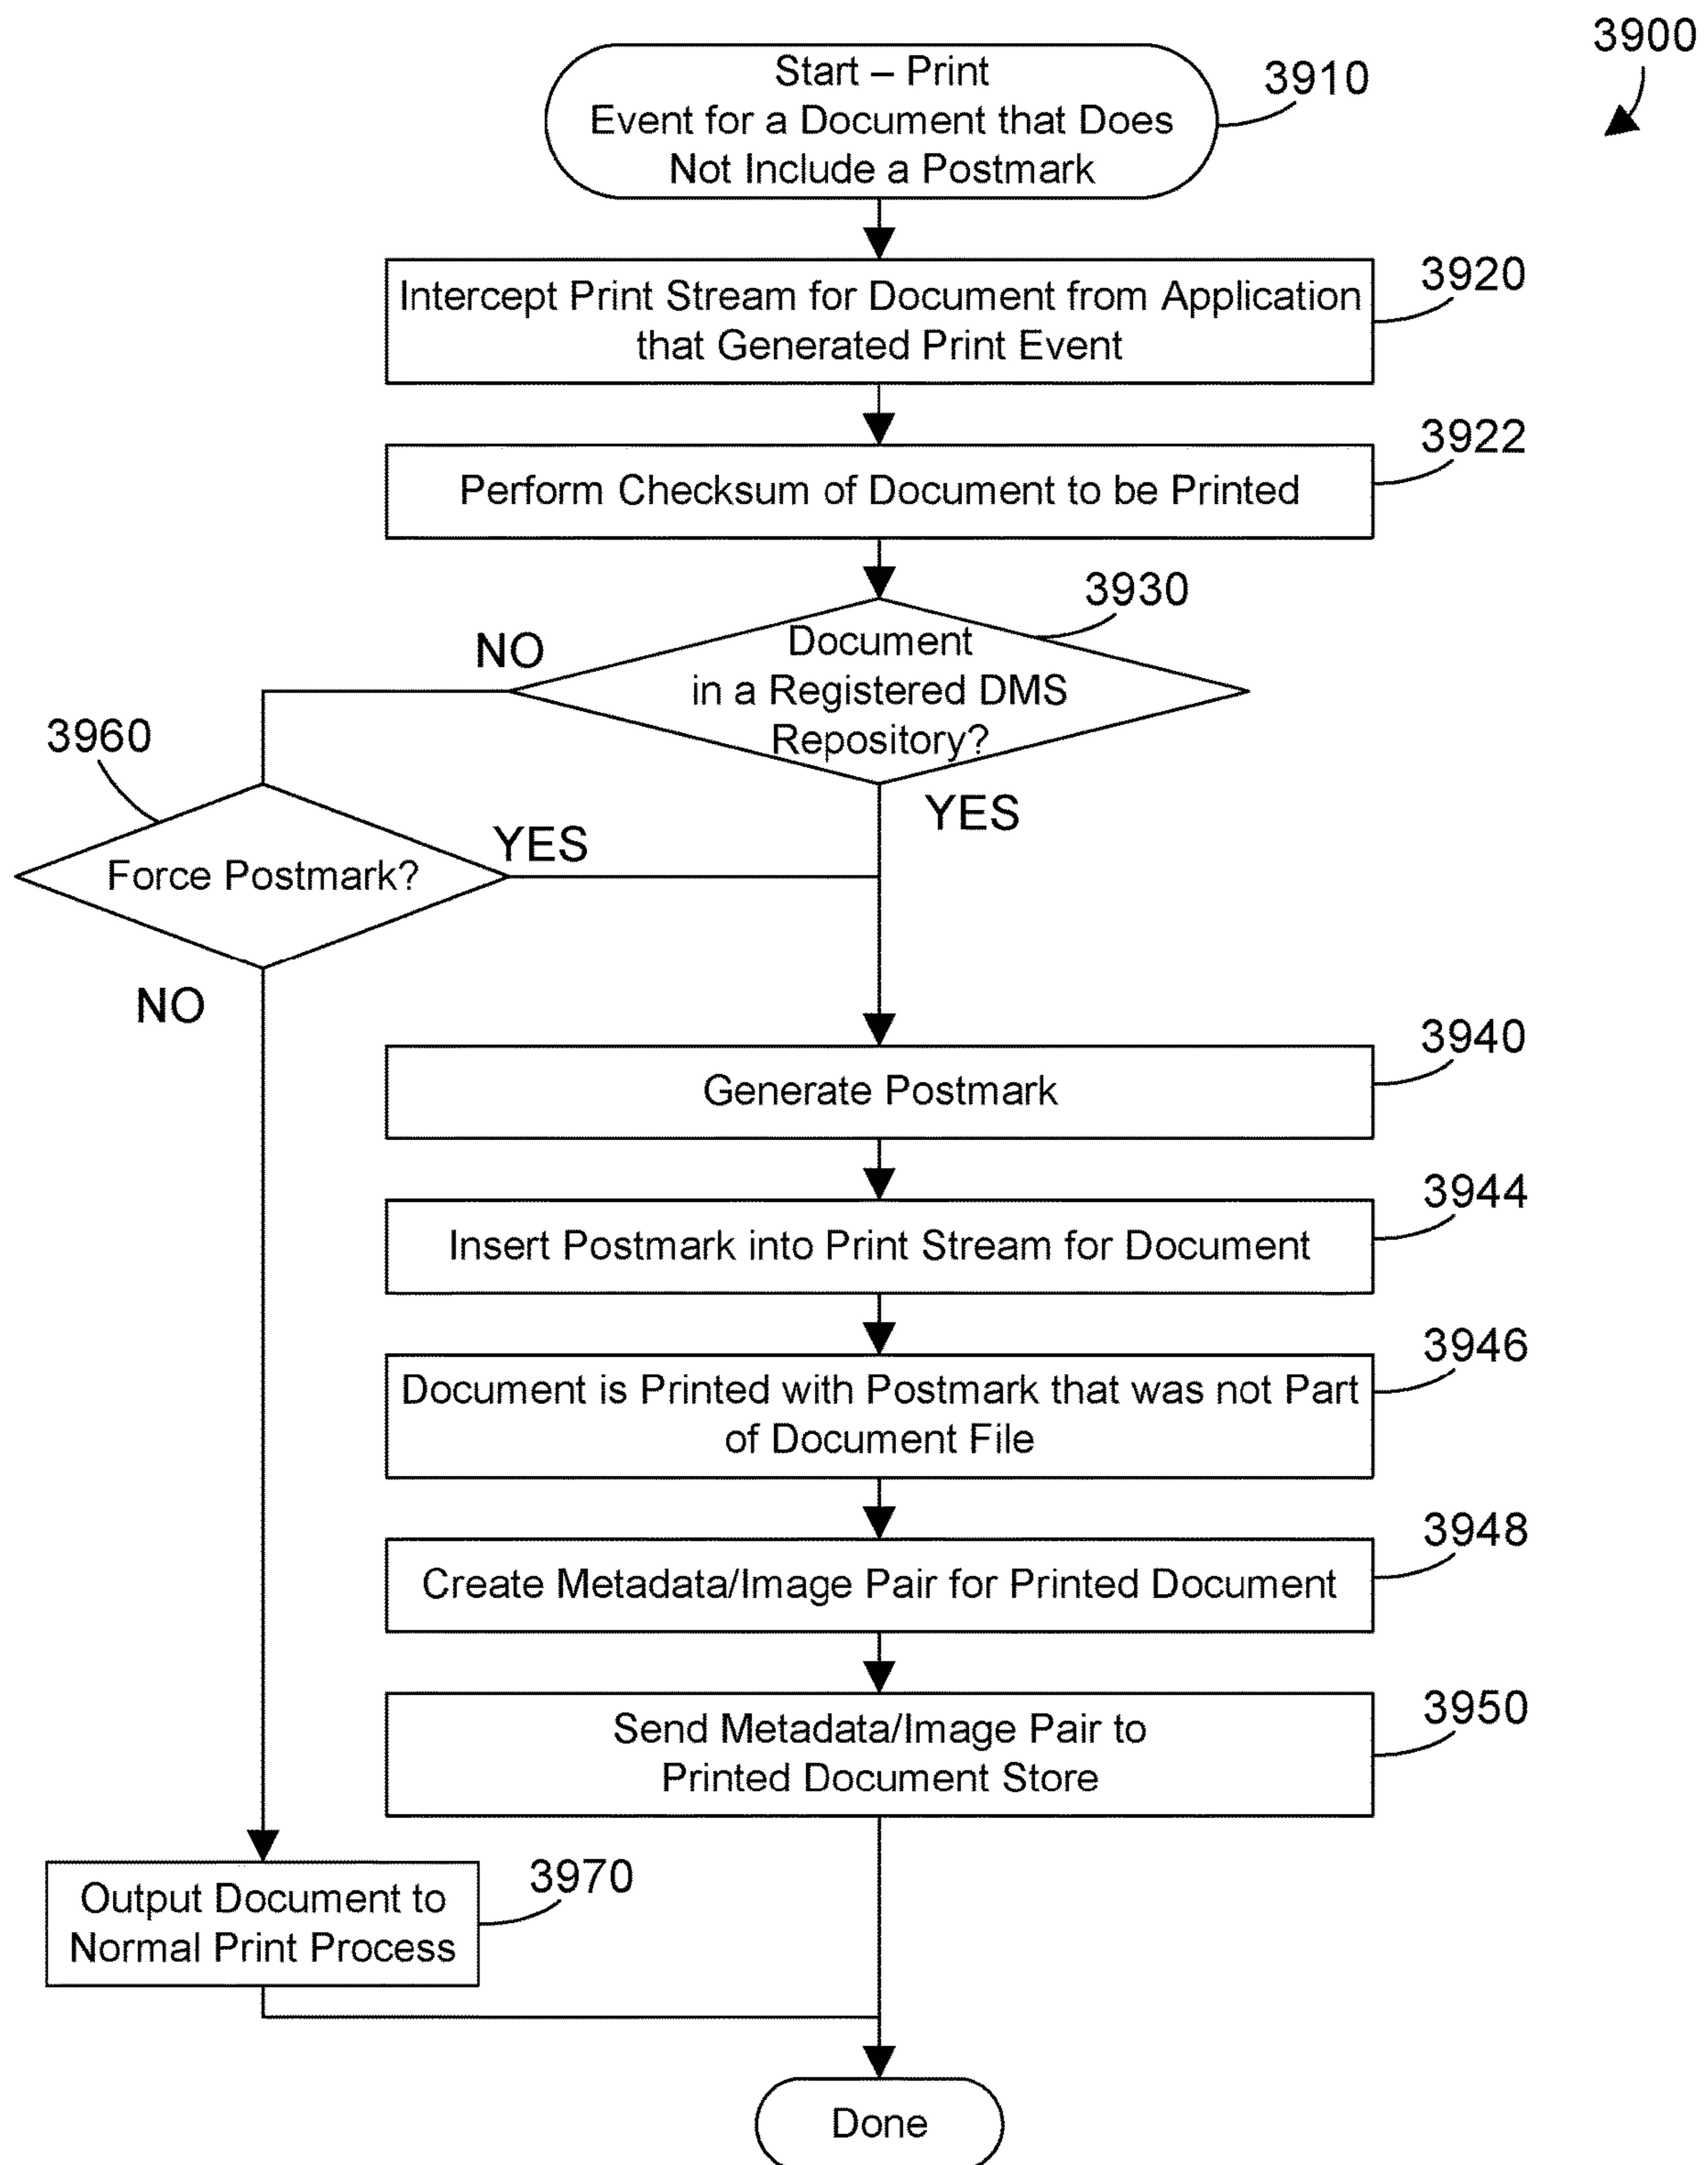 3900
Start – Print
Event for a Document that Does
Not Include a Postmark
3910
Intercept Print Stream for Document from Application
that Generated Print Event
3920
Perform Checksum of Document to be Printed
3922
Document
in a Registered DMS
Repository?
3930
NO
YES
3960
Force Postmark?
YES
NO
Generate Postmark
3940
Insert Postmark into Print Stream for Document
3944
Document is Printed with Postmark that was not Part
of Document File
3946
Create Metadata/Image Pair for Printed Document
3948
Send Metadata/Image Pair to
Printed Document Store
3950
Output Document to
Normal Print Process
3970
Done